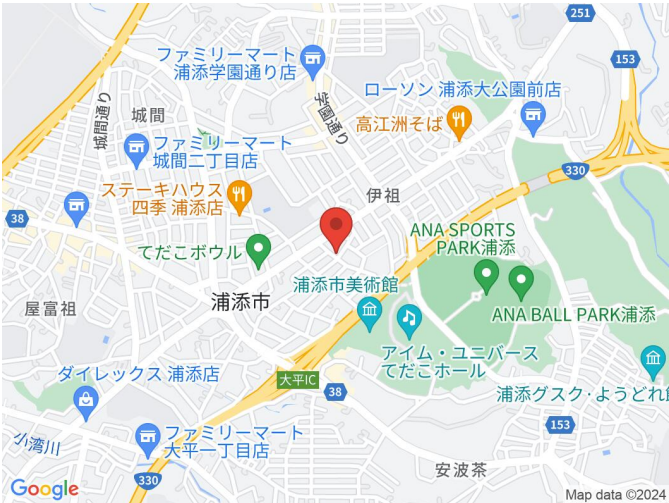 251
153
ファミリーマート
浦添学園通り店
ローソン 浦添大公園前店
城間通り
城間
学園通り
高江洲そば
ファミリーマート
城間二丁目店
330
伊祖
ステーキハウス
四季 浦添店
38
ANA SPORTS
PARK浦添
てだこボウル
浦添市美術館
浦添市
屋富祖
ANA BALL PARK浦添
アイム・ユニバース
てだこホール
ダイレックス 浦添店
大平IC
38
浦添グスク･ようどれ館
153
小湾川
ファミリーマート
大平一丁目店
安波茶
330
Google
Map data ©2024